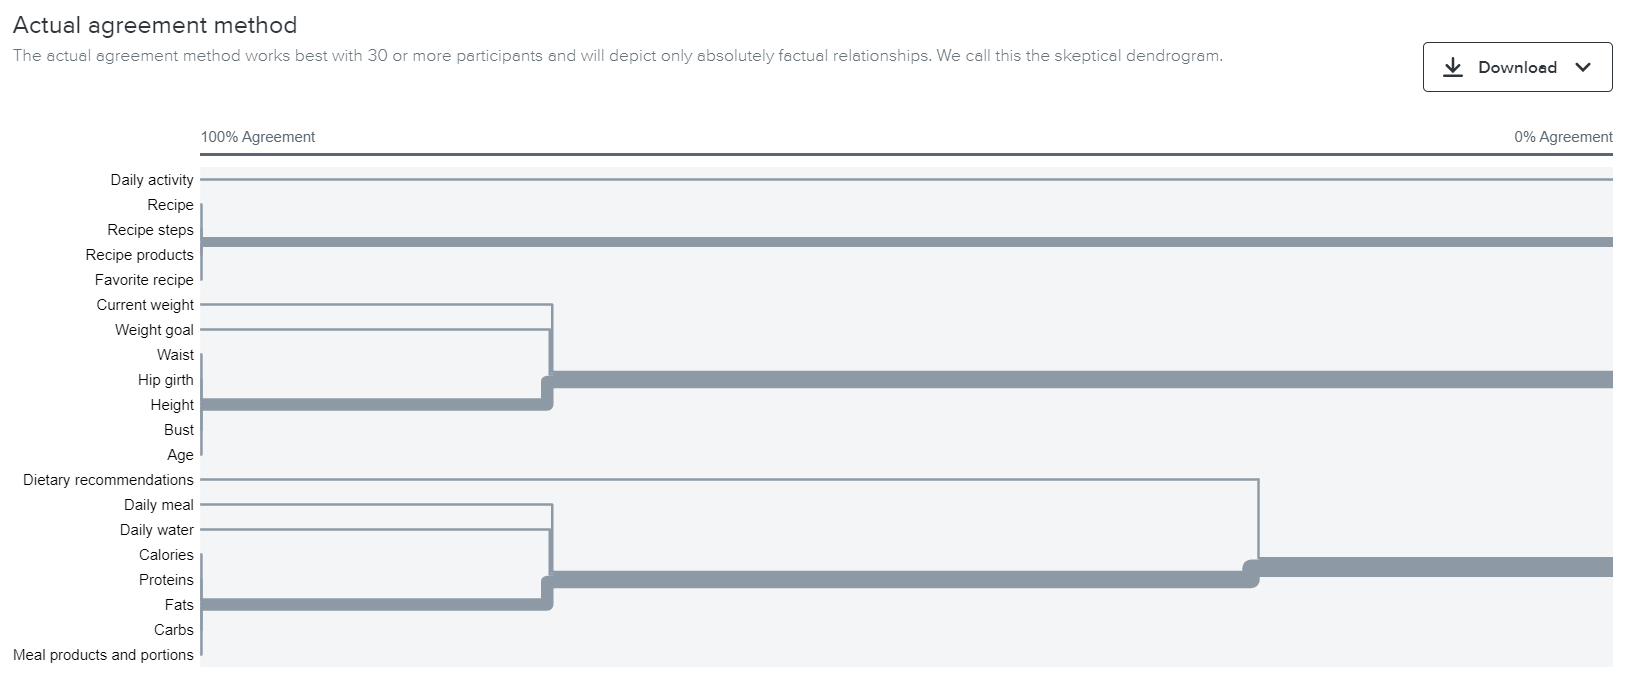 Actual agreement method
The actual agreement method works best with 30 or more participants and will depict only absolutely factual relationships. We call this the skeptical dendrogram.
Download
100% Agreement
0% Agreement
Daily activity
Recipe
Recipe steps
Recipe products
Favorite recipe
Current weight
Weight goal
Waist
Hip girth
Height
Bust
Age
Dietary recommendations
Daily meal
Daily water
Calories
Proteins
Fats
Carbs
Meal products and portions